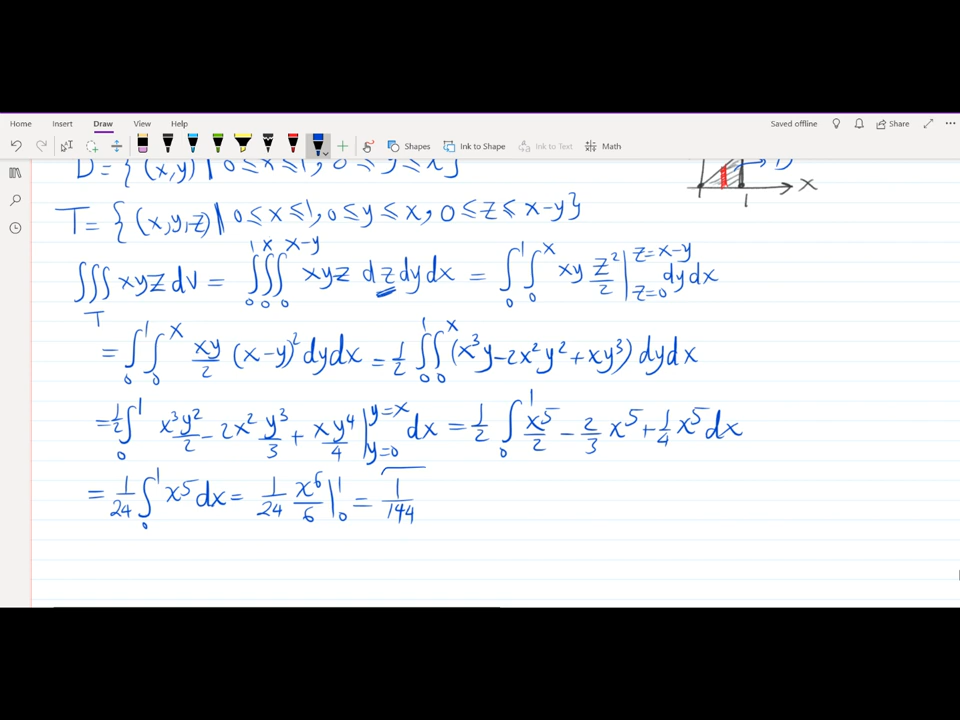 Home Insert Draw View Help Saved offline Share
Shapes Ink to Shape Ink to Text Math
D = { (x,y) | 0 ≤ x ≤ 1, 0 ≤ y ≤ x }
x
1
T = { (x,y,z) | 0 ≤ x ≤ 1, 0 ≤ y ≤ x, 0 ≤ z ≤ x-y }
∭_T xyz dV = ∫_0^1 ∫_0^x ∫_0^{x-y} xyz dz dy dx = ∫_0^1 ∫_0^x xy z²/2 |_{z=0}^{z=x-y} dy dx
= ∫_0^1 ∫_0^x xy/2 (x-y)² dy dx = 1/2 ∫_0^1 ∫_0^x (x³y - 2x²y² + xy³) dy dx
= 1/2 ∫_0^1 x³y²/2 - 2x² y³/3 + xy⁴/4 |_{y=0}^{y=x} dx = 1/2 ∫_0^1 x⁵/2 - 2/3 x⁵ + 1/4 x⁵ dx
= 1/24 ∫_0^1 x⁵ dx = 1/24 x⁶/6 |_0^1 = 1/144